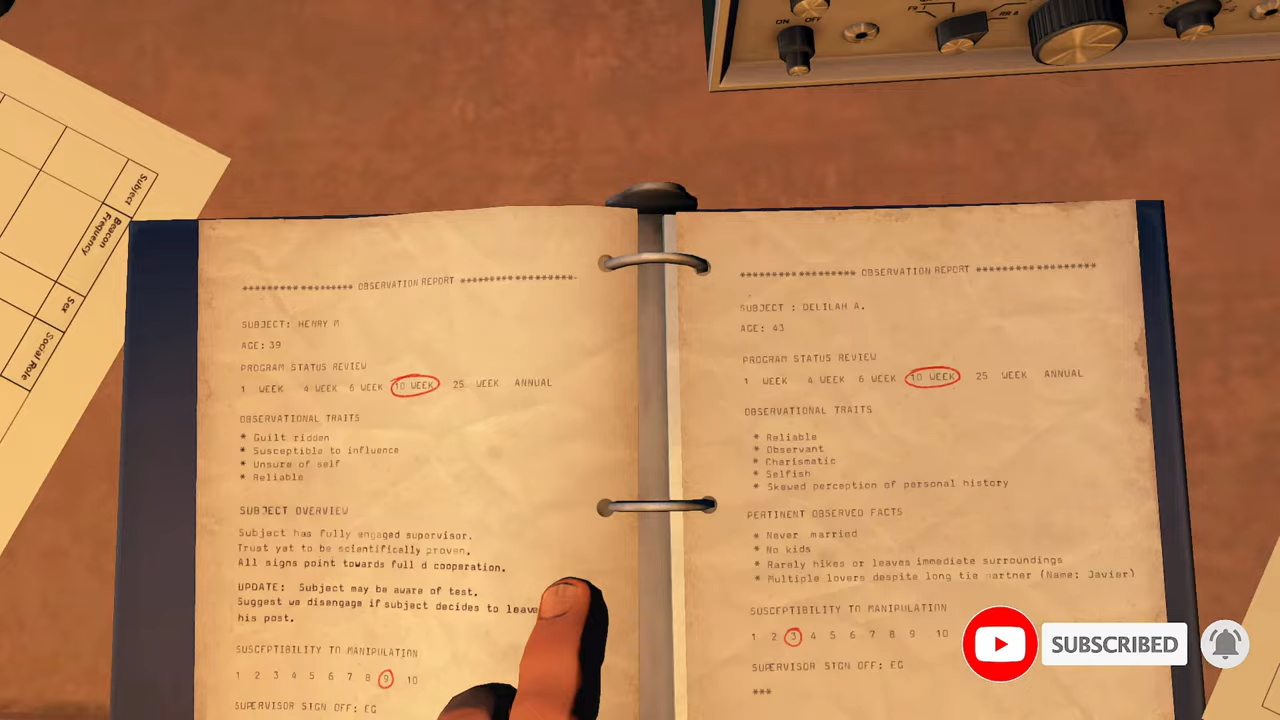 ON OFF
Subject
Beacon Frequency
Sex
Social Role
****************** OBSERVATION REPORT *******************
SUBJECT: HENRY M
AGE: 39
PROGRAM STATUS REVIEW
1 WEEK 4 WEEK 6 WEEK 10 WEEK 25 WEEK ANNUAL
OBSERVATIONAL TRAITS
* Guilt ridden
* Susceptible to influence
* Unsure of self
* Reliable
SUBJECT OVERVIEW
Subject has fully engaged supervisor.
Trust yet to be scientifically proven.
All signs point towards full d cooperation.
UPDATE: Subject may be aware of test.
Suggest we disengage if subject decides to leave
his post.
SUSCEPTIBILITY TO MANIPULATION
1 2 3 4 5 6 7 8 9 10
SUPERVISOR SIGN OFF: EG
****************** OBSERVATION REPORT *******************
SUBJECT : DELILAH A.
AGE: 43
PROGRAM STATUS REVIEW
1 WEEK 4 WEEK 6 WEEK 10 WEEK 25 WEEK ANNUAL
OBSERVATIONAL TRAITS
* Reliable
* Observant
* Charismatic
* Selfish
* Skewed perception of personal history
PERTINENT OBSERVED FACTS
* Never married
* No kids
* Rarely hikes or leaves immediate surroundings
* Multiple lovers despite long tie partner (Name: Javier)
SUSCEPTIBILITY TO MANIPULATION
1 2 3 4 5 6 7 8 9 10
SUPERVISOR SIGN OFF: EG
***
SUBSCRIBED